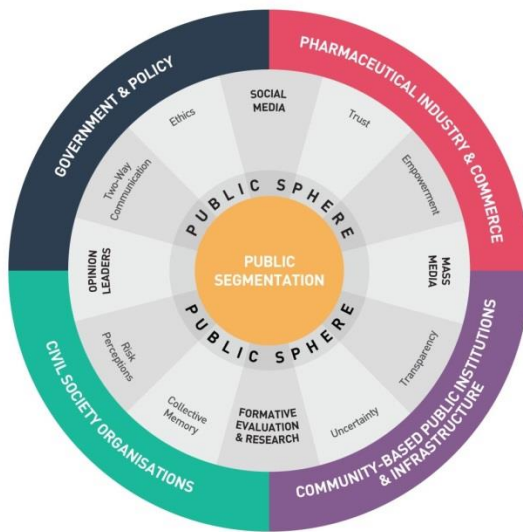 GOVERNMENT & POLICY
PHARMACEUTICAL INDUSTRY & COMMERCE
SOCIAL
MEDIA
Ethics
Trust
Two-Way
Communication
Empowerment
PUBLIC SPHERE
OPINION
LEADERS
PUBLIC
SEGMENTATION
MASS
MEDIA
PUBLIC SPHERE
Risk
Perceptions
Transparency
Collective
Memory
FORMATIVE
EVALUATION
& RESEARCH
Uncertainty
CIVIL SOCIETY ORGANISATIONS
COMMUNITY-BASED PUBLIC INSTITUTIONS
& INFRASTRUCTURE